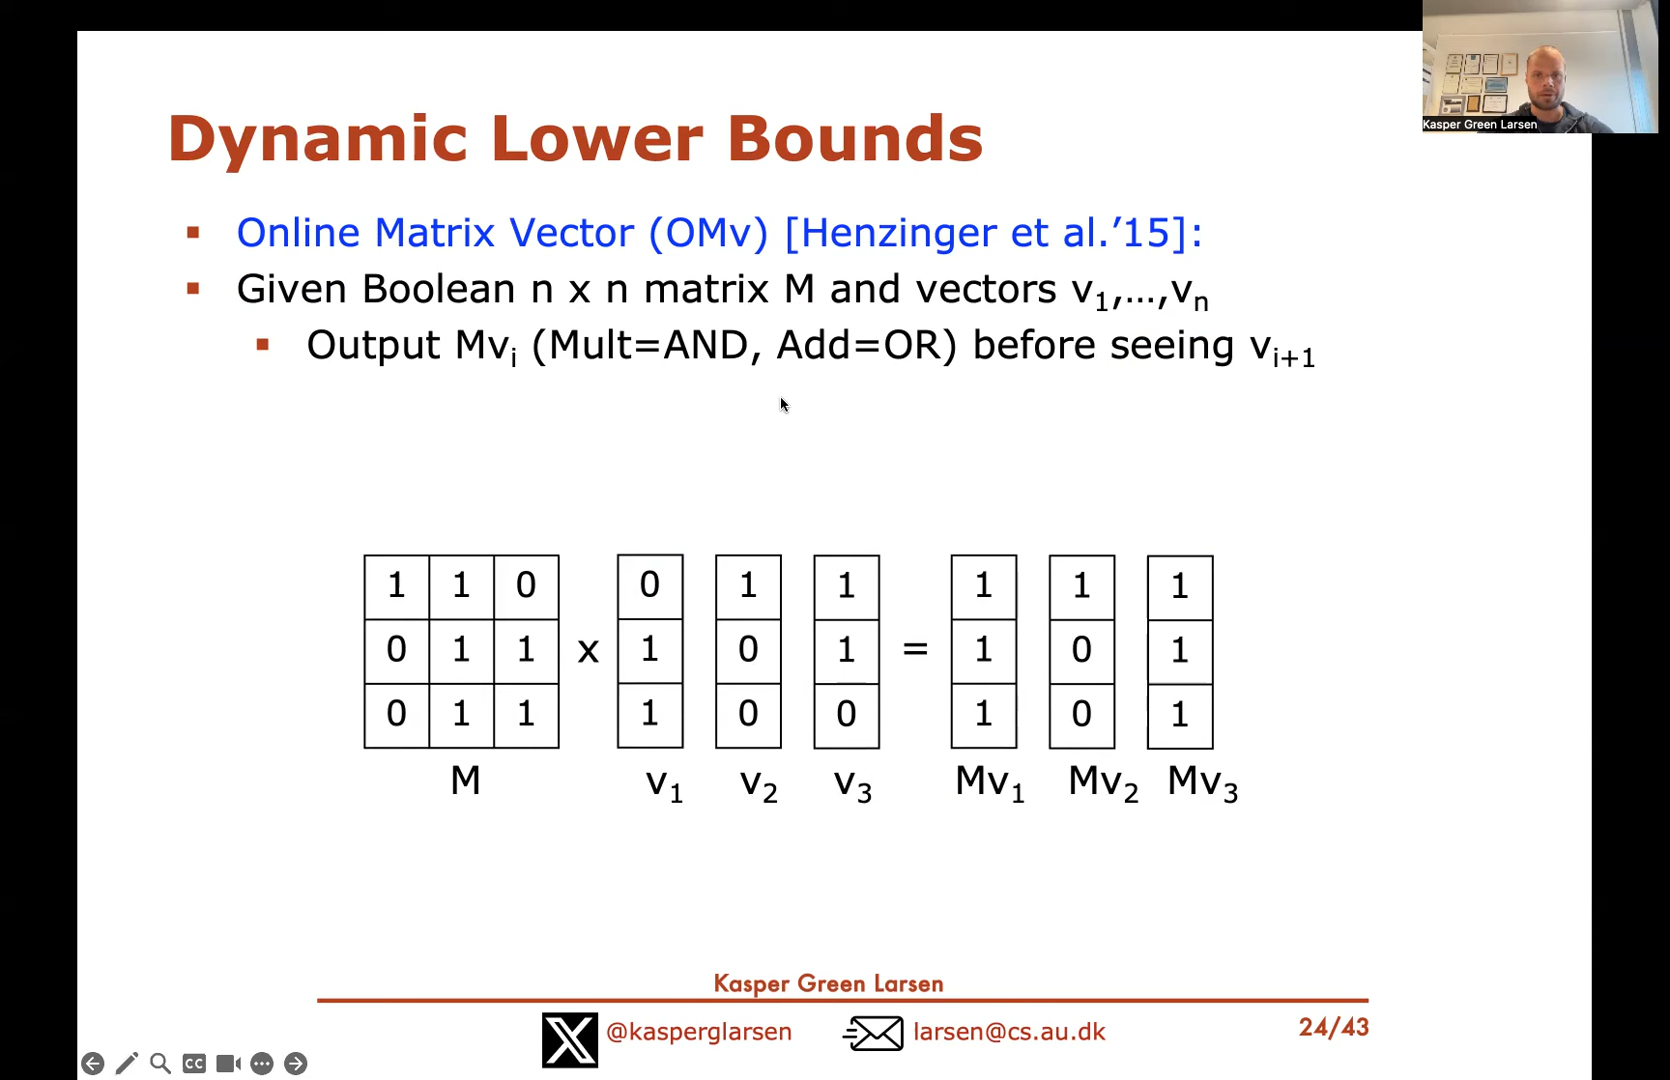 Kasper Green Larsen
Dynamic Lower Bounds
▪ Online Matrix Vector (OMv) [Henzinger et al.’15]:
▪ Given Boolean n x n matrix M and vectors v₁,…,vₙ
▪ Output Mvᵢ (Mult=AND, Add=OR) before seeing vᵢ₊₁
1 1 0 0 1 1 1 1 1
0 1 1 x 1 0 1 = 1 0 1
0 1 1 1 0 0 1 0 1
M v₁ v₂ v₃ Mv₁ Mv₂ Mv₃
Kasper Green Larsen
@kasperglarsen larsen@cs.au.dk 24/43
CC